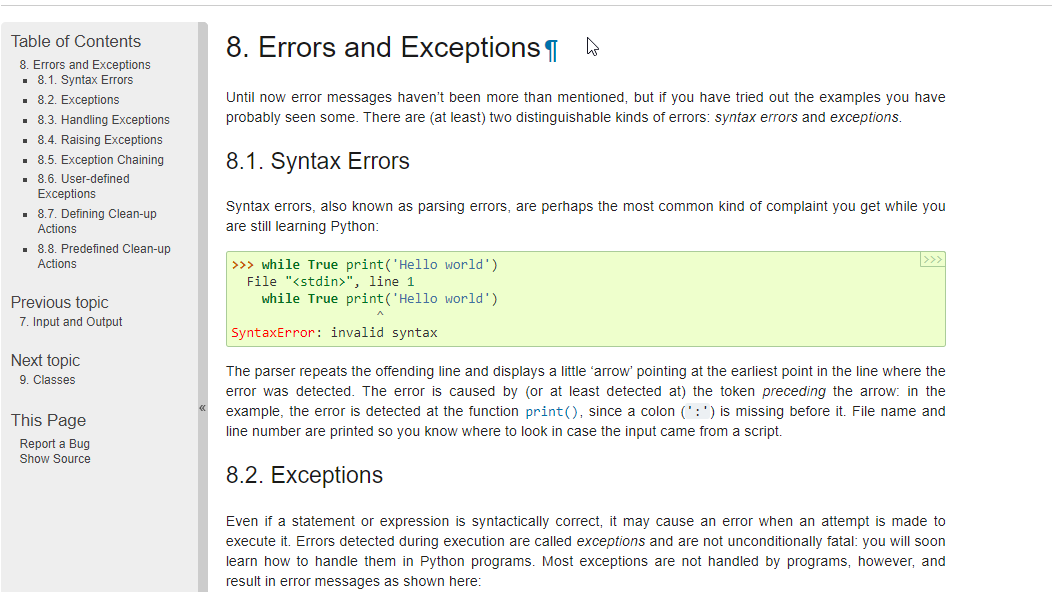 Table of Contents
8. Errors and Exceptions
8.1. Syntax Errors
8.2. Exceptions
8.3. Handling Exceptions
8.4. Raising Exceptions
8.5. Exception Chaining
8.6. User-defined
Exceptions
8.7. Defining Clean-up
Actions
8.8. Predefined Clean-up
Actions
Previous topic
7. Input and Output
Next topic
9. Classes
This Page
Report a Bug
Show Source
«
8. Errors and Exceptions¶
Until now error messages haven’t been more than mentioned, but if you have tried out the examples you have
probably seen some. There are (at least) two distinguishable kinds of errors: syntax errors and exceptions.
8.1. Syntax Errors
Syntax errors, also known as parsing errors, are perhaps the most common kind of complaint you get while you
are still learning Python:
>>>
>>> while True print('Hello world')
  File "<stdin>", line 1
    while True print('Hello world')
                   ^
SyntaxError: invalid syntax
The parser repeats the offending line and displays a little ‘arrow’ pointing at the earliest point in the line where the
error was detected. The error is caused by (or at least detected at) the token preceding the arrow: in the
example, the error is detected at the function print(), since a colon (':') is missing before it. File name and
line number are printed so you know where to look in case the input came from a script.
8.2. Exceptions
Even if a statement or expression is syntactically correct, it may cause an error when an attempt is made to
execute it. Errors detected during execution are called exceptions and are not unconditionally fatal: you will soon
learn how to handle them in Python programs. Most exceptions are not handled by programs, however, and
result in error messages as shown here: